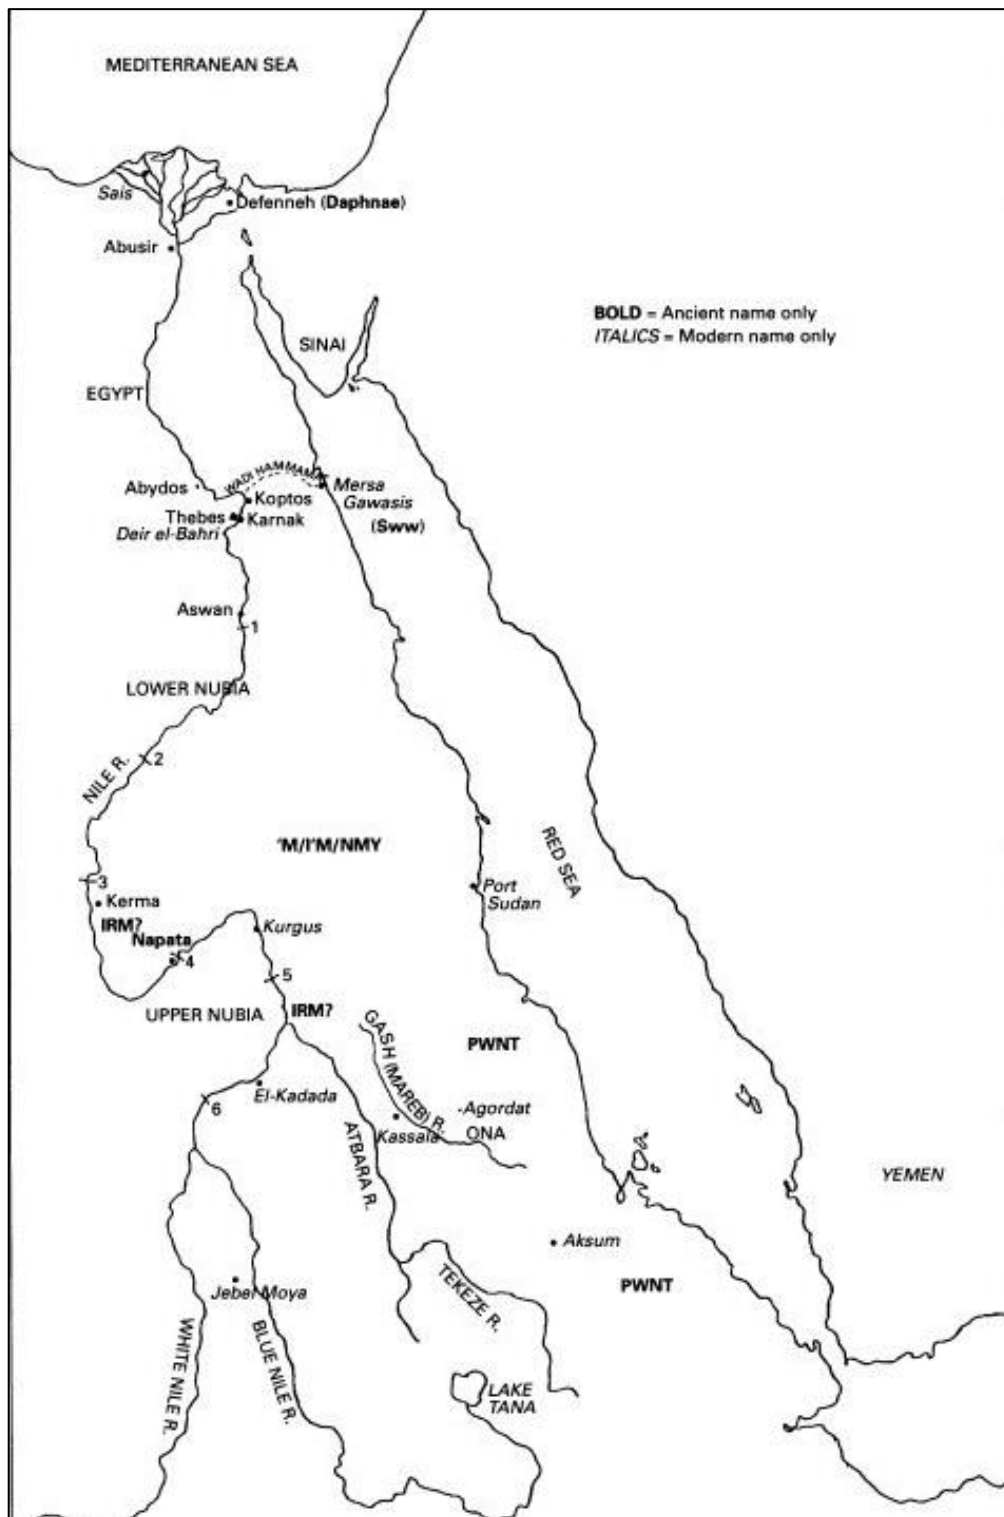 MEDITERRANEAN SEA
Sais
Defenneh (Daphnae)
Abusir
BOLD = Ancient name only
ITALICS = Modern name only
SINAI
EGYPT
WADI HAMMAMAT
Abydos
Mersa
Gawasis
(Sww)
Koptos
Thebes
Karnak
Deir el-Bahri
Aswan
1
LOWER NUBIA
2
NILE R.
'M/I'M/NMY
RED SEA
3
Port
Sudan
Kerma
IRM?
Napata
Kurgus
4
5
UPPER NUBIA
IRM?
GASH (MAREB) R.
PWNT
El-Kadada
6
-Agordat
Kassala
ONA
ATBARA R.
YEMEN
Aksum
TEKEZE R.
PWNT
Jebel Moya
WHITE NILE R.
BLUE NILE R.
LAKE
TANA